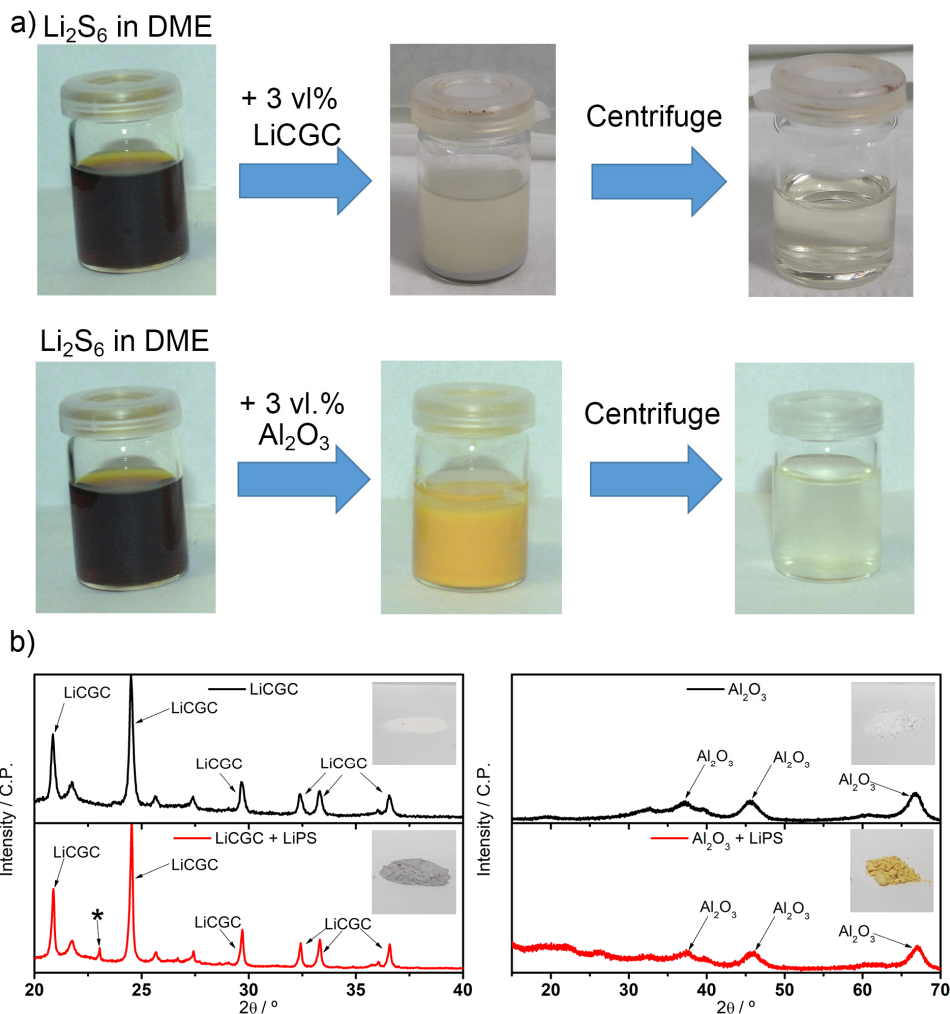 a) Li₂S₆ in DME
+ 3 vl%
LiCGC
Centrifuge
Li₂S₆ in DME
+ 3 vl.%
Al₂O₃
Centrifuge
b)
LiCGC
LiCGC
LiCGC
LiCGC
LiCGC
Intensity / C.P.
LiCGC + LiPS
LiCGC
LiCGC
*
LiCGC
LiCGC
20 25 30 35 40
2θ / º
Al₂O₃
Al₂O₃
Al₂O₃
Al₂O₃
Intensity / C.P.
Al₂O₃ + LiPS
Al₂O₃
Al₂O₃
Al₂O₃
20 30 40 50 60 70
2θ / º